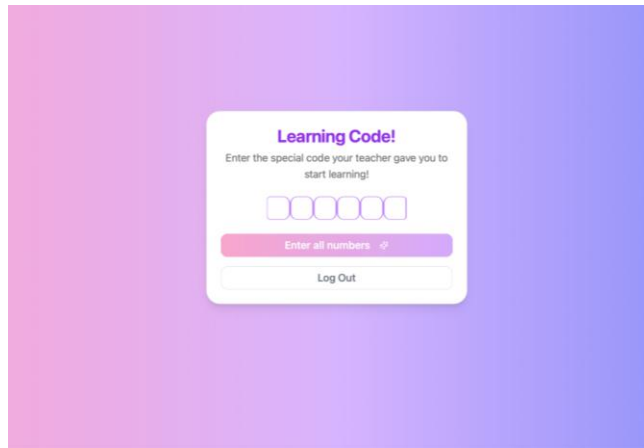 Learning Code!
Enter the special code your teacher gave you to
start learning!
Enter all numbers
Log Out